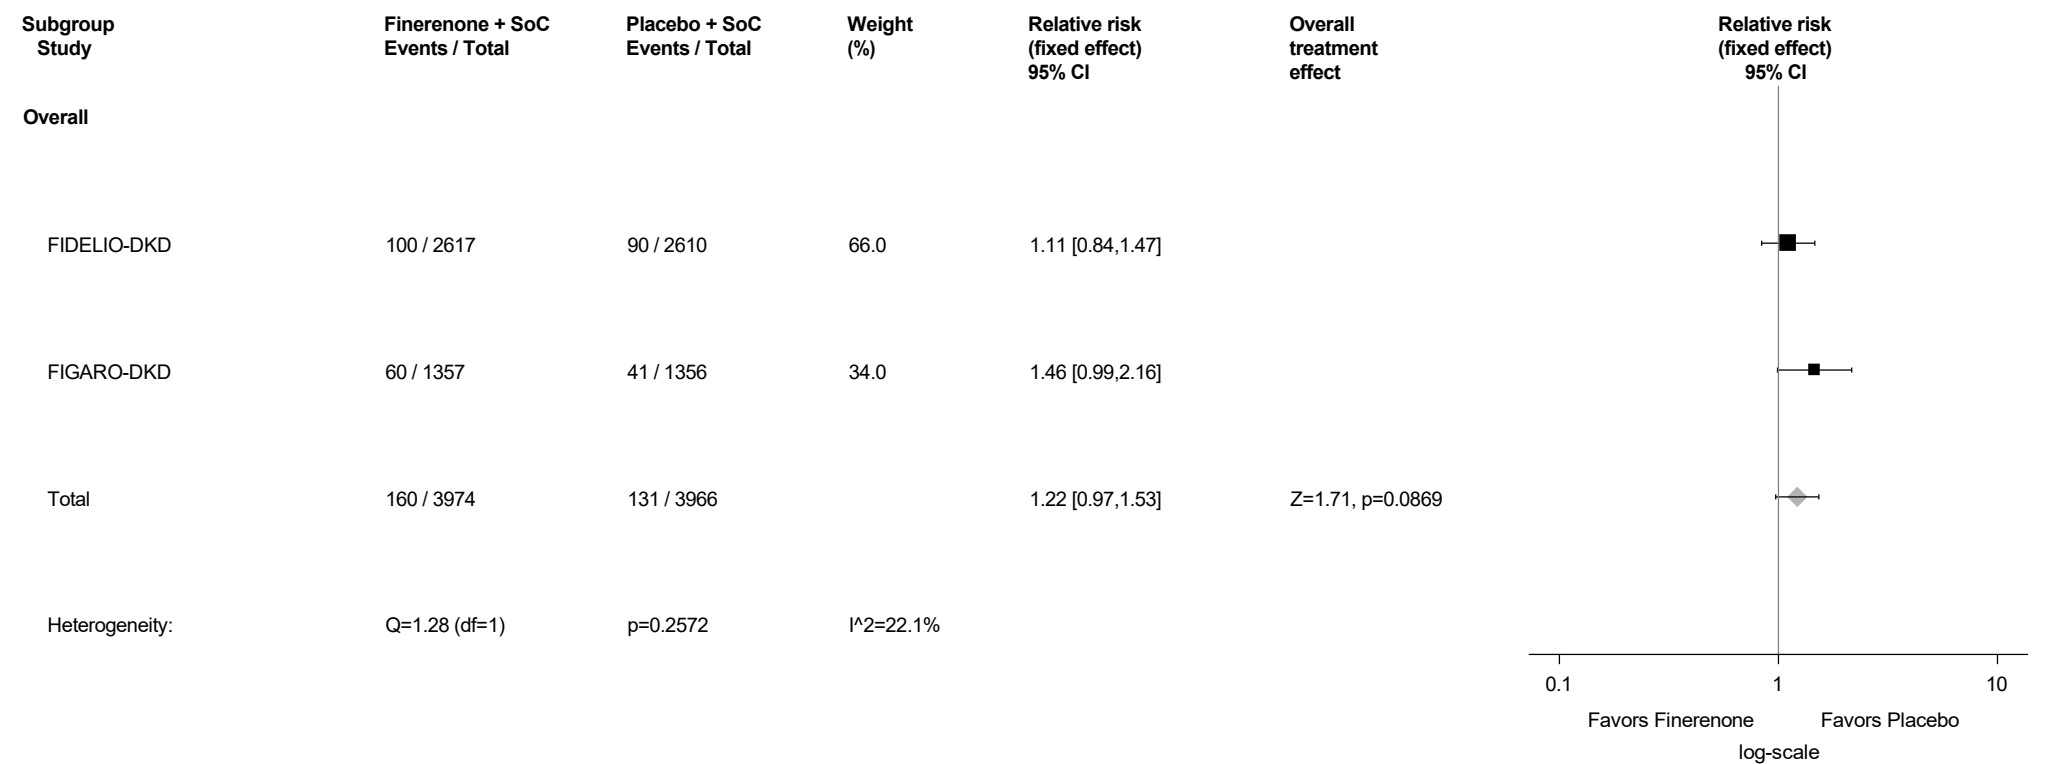 Subgroup Finerenone + SoC Placebo + SoC Weight Relative risk Overall Relative risk
Study Events / Total Events / Total (%) (fixed effect) treatment (fixed effect)
95% CI effect 95% CI
Overall
FIDELIO-DKD 100 / 2617 90 / 2610 66.0 1.11 [0.84,1.47]
FIGARO-DKD 60 / 1357 41 / 1356 34.0 1.46 [0.99,2.16]
Total 160 / 3974 131 / 3966 1.22 [0.97,1.53] Z=1.71, p=0.0869
Heterogeneity: Q=1.28 (df=1) p=0.2572 I^2=22.1%
0.1 1 10
Favors Finerenone Favors Placebo
log-scale